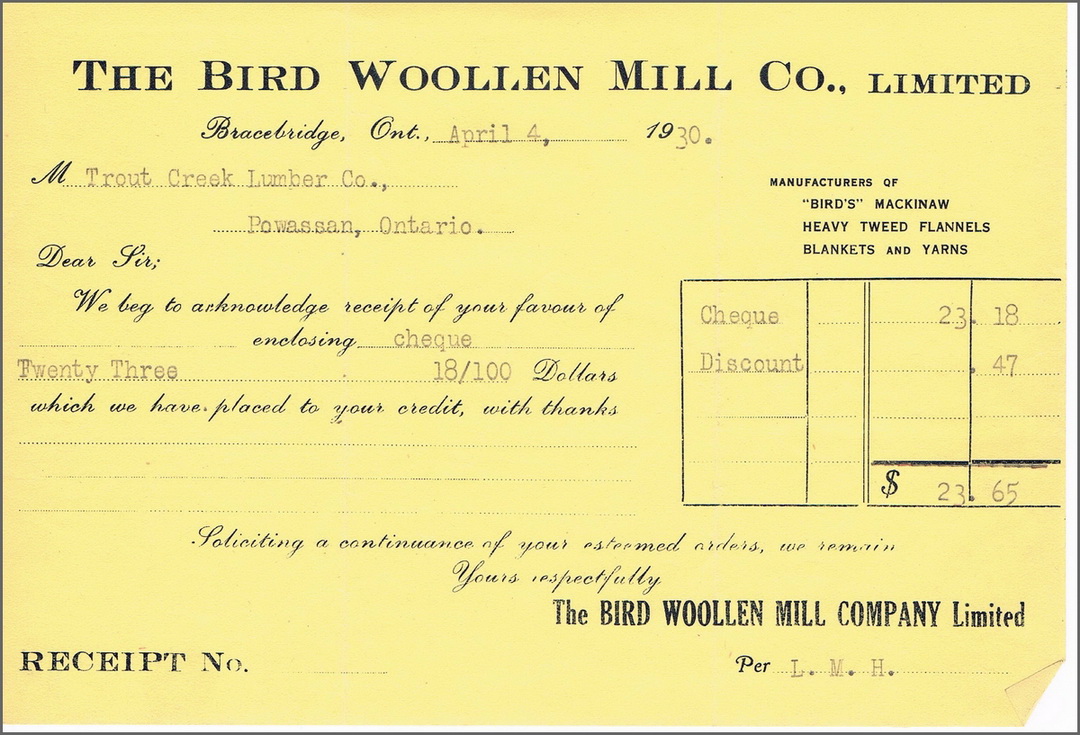 THE BIRD WOOLLEN MILL CO., LIMITED
Bracebridge, Ont., April 4, 1930.
M Trout Creek Lumber Co.,
Powassan, Ontario.
MANUFACTURERS OF
"BIRD'S" MACKINAW
HEAVY TWEED FLANNELS
BLANKETS AND YARNS
Dear Sir;
We beg to acknowledge receipt of your favour of
enclosing cheque
Twenty Three 18/100 Dollars
which we have placed to your credit, with thanks
Cheque 23. 18
Discount . 47
$ 23. 65
Soliciting a continuance of your esteemed orders, we remain
Yours respectfully
The BIRD WOOLLEN MILL COMPANY Limited
RECEIPT No.
Per L. M. H.